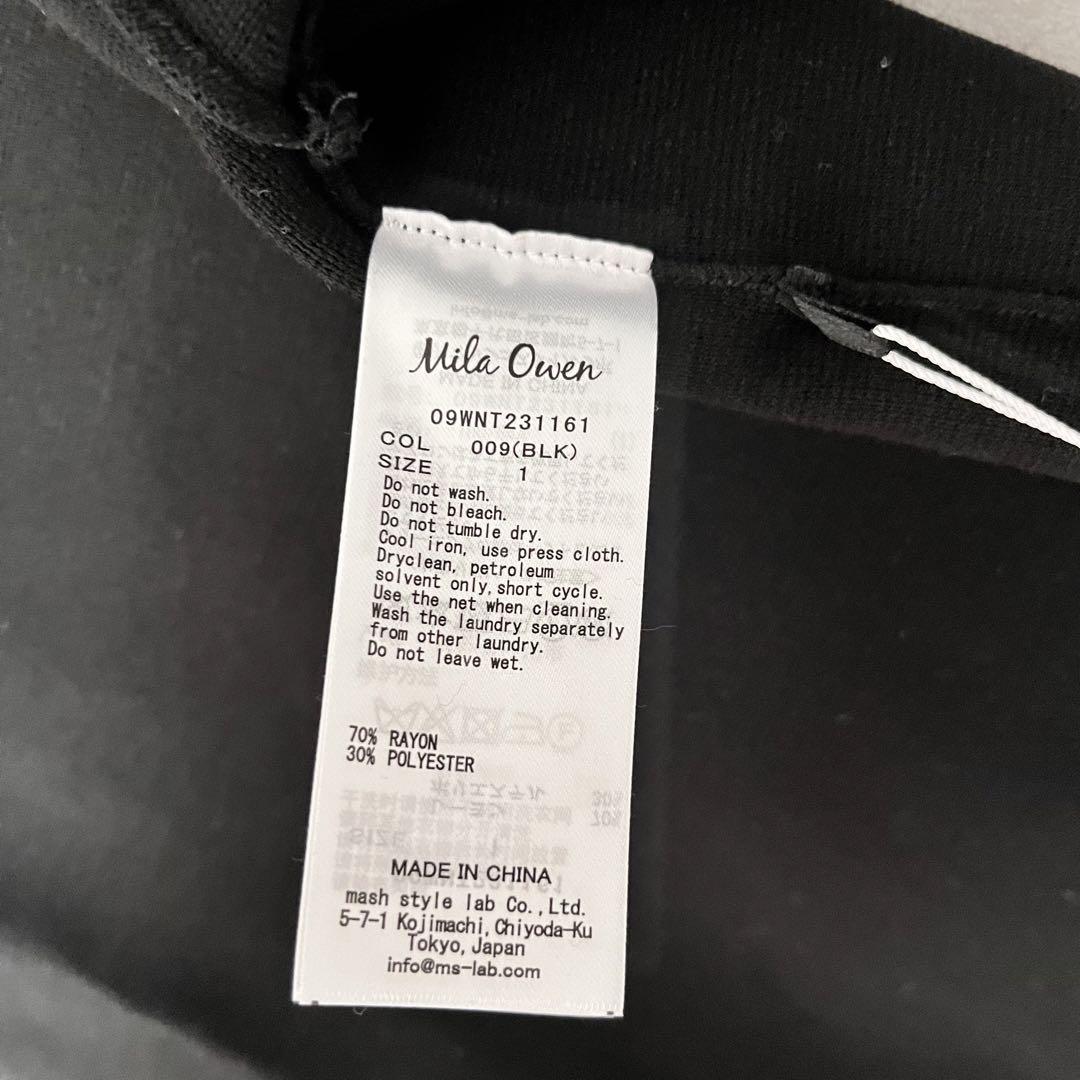 Mila Owen
09WNT231161
COL 009(BLK)
SIZE 1
Do not wash.
Do not bleach.
Do not tumble dry.
Cool iron, use press cloth.
Dryclean, petroleum
solvent only, short cycle.
Use the net when cleaning.
Wash the laundry separately
from other laundry.
Do not leave wet.
70% RAYON
30% POLYESTER
MADE IN CHINA
mash style lab Co.,Ltd.
5-7-1 Kojimachi, Chiyoda-Ku
Tokyo, Japan
info@ms-lab.com